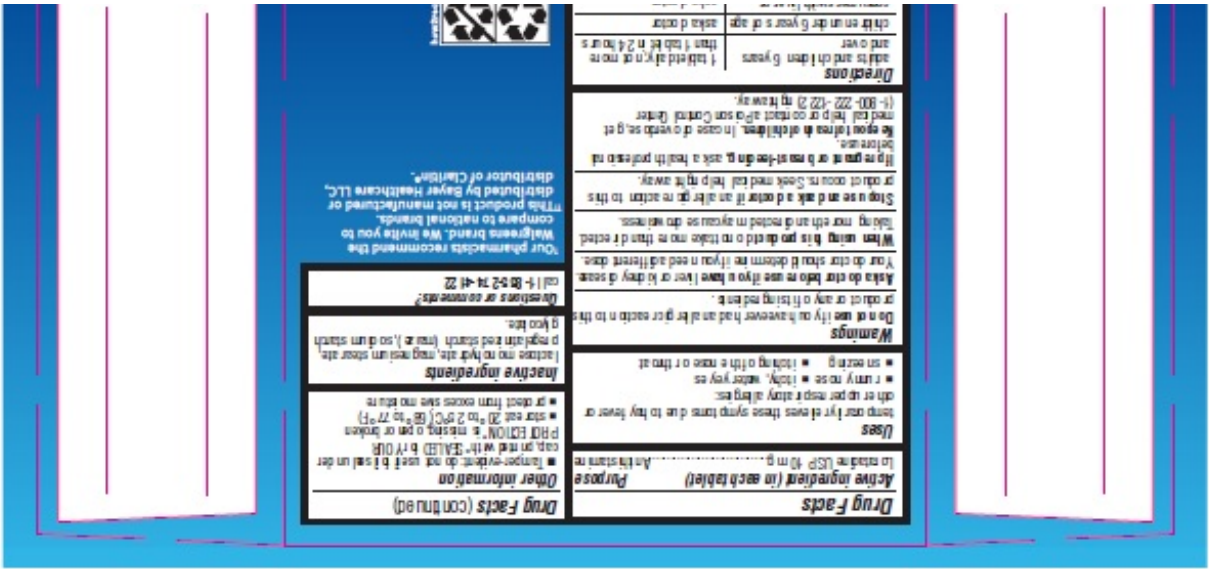 Drug Facts
Active ingredient (in each tablet) Purpose
Loratadine USP 10 mg..........................Antihistamine
Uses
temporarily relieves these symptoms due to hay fever or
other upper respiratory allergies:
■ runny nose ■ itchy, watery eyes
■ sneezing ■ itching of the nose or throat
Warnings
Do not use if you have ever had an allergic reaction to this
product or any of its ingredients.
Ask a doctor before use if you have liver or kidney disease.
Your doctor should determine if you need a different dose.
When using this product do not take more than directed.
Taking more than directed may cause drowsiness.
Stop use and ask a doctor if an allergic reaction to this
product occurs. Seek medical help right away.
If pregnant or breast-feeding, ask a health professional
before use.
Keep out of reach of children. In case of overdose, get
medical help or contact a Poison Control Center
(1-800-222-1222) right away.
Directions
adults and children 6 years and over 1 tablet daily; not more than 1 tablet in 24 hours
children under 6 years of age ask a doctor
Drug Facts (continued)
Other information
■ Tamper-evident: do not use if bi seal under
cap, printed with "SEALED for YOUR
PROTECTION" is missing, open or broken
■ store at 20° to 25°C (68° to 77°F)
■ protect from excessive moisture
Inactive ingredients
lactose monohydrate, magnesium stearate,
pregelatinized starch (maize), sodium starch
glycolate.
Questions or comments?
call 1-855-274-4122
†Our pharmacists recommend the
Walgreens brand. We invite you to
compare to national brands.
††This product is not manufactured or
distributed by Bayer Healthcare LLC,
distributor of Claritin®.